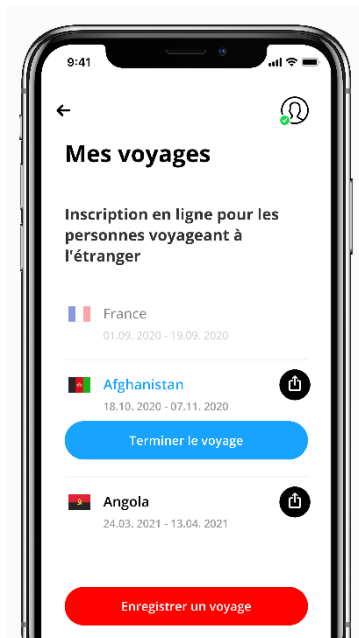 9:41
Mes voyages
Inscription en ligne pour les
personnes voyageant à
l'étranger
France
01.09. 2020 - 19.09. 2020
Afghanistan
18.10. 2020 - 07.11. 2020
Terminer le voyage
Angola
24.03. 2021 - 13.04. 2021
Enregistrer un voyage